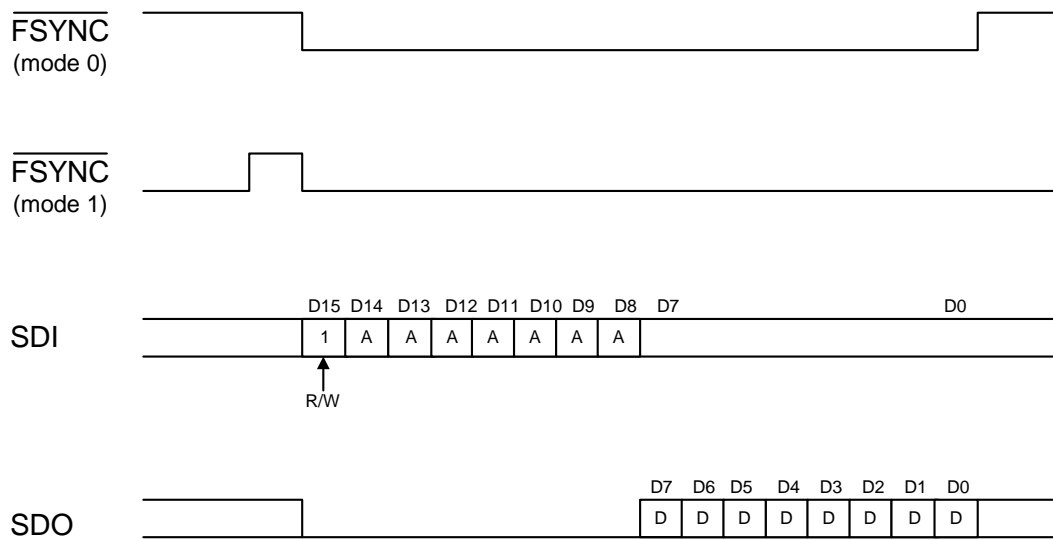 FSYNC
(mode 0)
FSYNC
(mode 1)
D15 D14 D13 D12 D11 D10 D9 D8 D7 D0
SDI 1 A A A A A A A
R/W
D7 D6 D5 D4 D3 D2 D1 D0
SDO D D D D D D D D